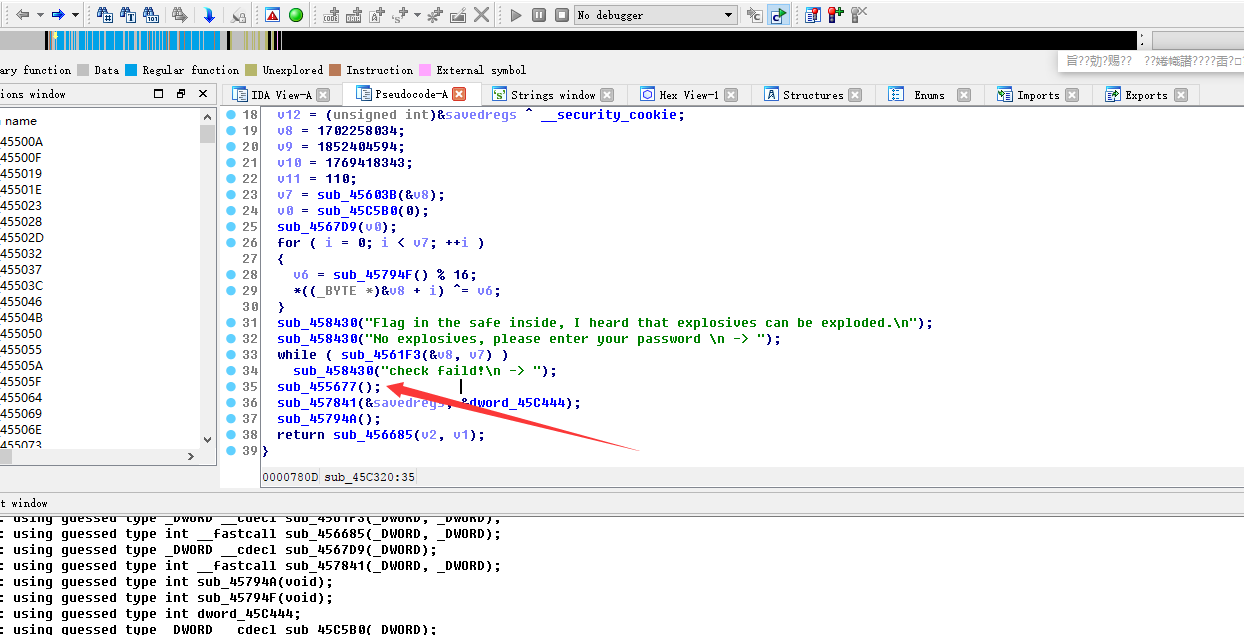 No debugger
ary function Data Regular function Unexplored Instruction External symbol
ions window
IDA View-A Pseudocode-A Strings window Hex View-1 Structures Enums Imports Exports
name
45500A
45500F
455019
45501E
455023
455028
45502D
455032
455037
45503C
455046
45504B
455050
455055
45505A
45505F
455064
455069
45506E
455073
18 v12 = (unsigned int)&savedregs ^ __security_cookie;
19 v8 = 1702258034;
20 v9 = 1852404594;
21 v10 = 1769418343;
22 v11 = 110;
23 v7 = sub_45603B(&v8);
24 v0 = sub_45C5B0(0);
25 sub_4567D9(v0);
26 for ( i = 0; i < v7; ++i )
27 {
28 v6 = sub_45794F() % 16;
29 *((_BYTE *)&v8 + i) ^= v6;
30 }
31 sub_458430("Flag in the safe inside, I heard that explosives can be exploded.\n");
32 sub_458430("No explosives, please enter your password \n -> ");
33 while ( sub_4561F3(&v8, v7) )
34 sub_458430("check faild!\n -> ");
35 sub_455677();
36 sub_457841(&savedregs, &dword_45C444);
37 sub_45794A();
38 return sub_456685(v2, v1);
39 }
0000780D sub_45C320:35
t window
: using guessed type _DWORD __cdecl sub_4561F3(_DWORD, _DWORD);
: using guessed type int __fastcall sub_456685(_DWORD, _DWORD);
: using guessed type _DWORD __cdecl sub_4567D9(_DWORD);
: using guessed type int __fastcall sub_457841(_DWORD, _DWORD);
: using guessed type int sub_45794A(void);
: using guessed type int sub_45794F(void);
: using guessed type int dword_45C444;
: using guessed type _DWORD __cdecl sub_45C5B0(_DWORD);